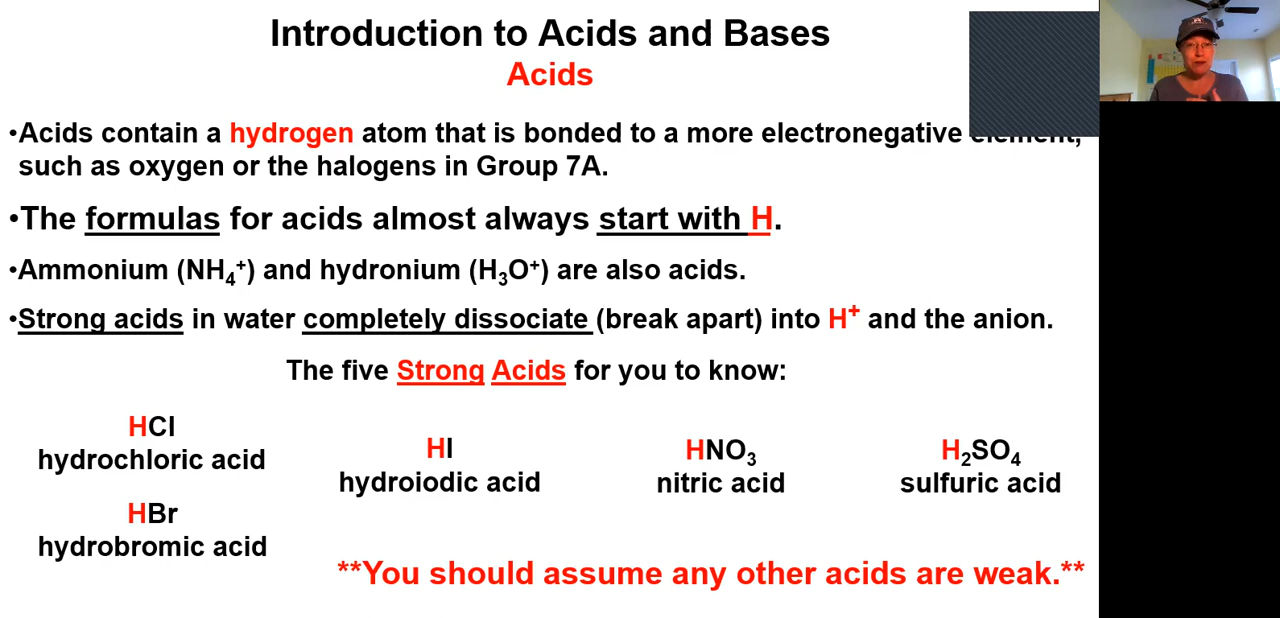 Introduction to Acids and Bases
Acids
•Acids contain a hydrogen atom that is bonded to a more electronegative element,
such as oxygen or the halogens in Group 7A.
•The formulas for acids almost always start with H.
•Ammonium (NH₄⁺) and hydronium (H₃O⁺) are also acids.
•Strong acids in water completely dissociate (break apart) into H⁺ and the anion.
The five Strong Acids for you to know:
HCl
hydrochloric acid
HBr
hydrobromic acid
HI
hydroiodic acid
HNO₃
nitric acid
H₂SO₄
sulfuric acid
**You should assume any other acids are weak.**